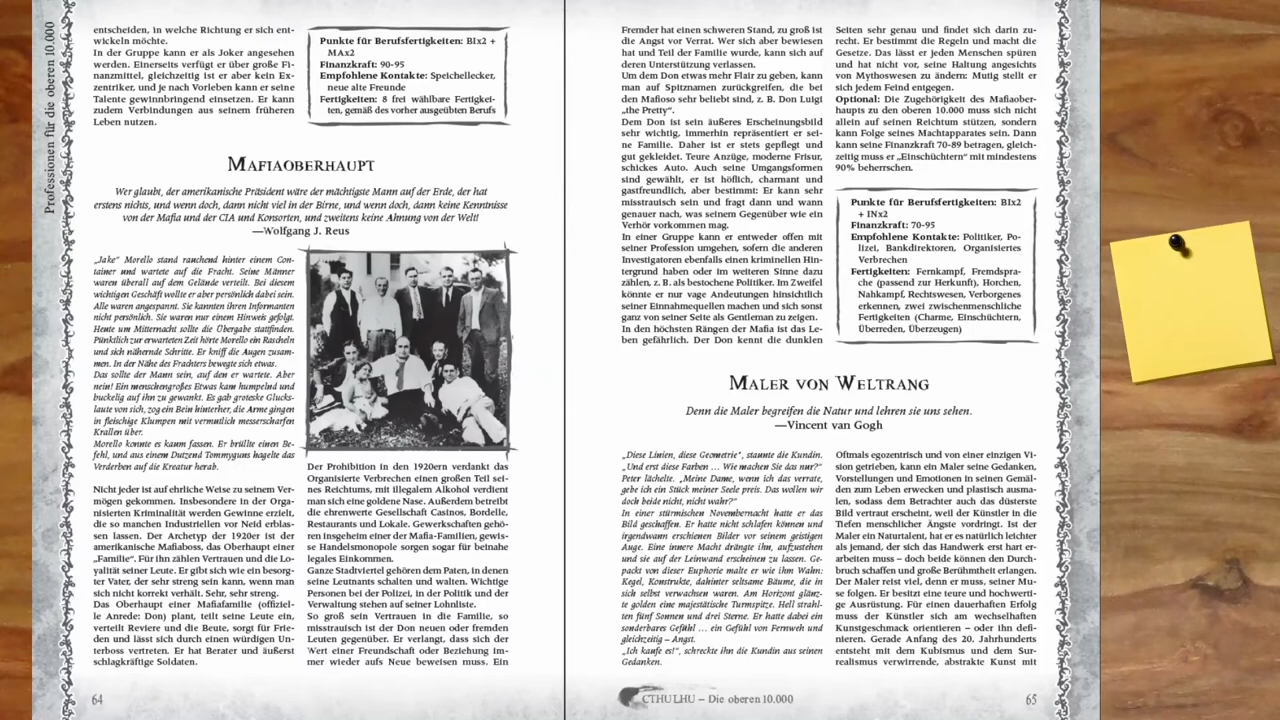 Professionen für die oberen 10.000
entscheiden, in welche Richtung er sich ent-
wickeln möchte.
In der Gruppe kann er als Joker angesehen
werden. Einerseits verfügt er über große Fi-
nanzmittel, gleichzeitig ist er aber kein Ex-
zentriker, und je nach Vorleben kann er seine
Talente gewinnbringend einsetzen. Er kann
zudem Verbindungen aus seinem früheren
Leben nutzen.
Punkte für Berufsfertigkeiten: BIx2 +
MAx2
Finanzkraft: 90-95
Empfohlene Kontakte: Speichellecker,
neue alte Freunde
Fertigkeiten: 8 frei wählbare Fertigkei-
ten, gemäß des vorher ausgeübten Berufs
Mafiaoberhaupt
Wer glaubt, der amerikanische Präsident wäre der mächtigste Mann auf der Erde, der hat
erstens nichts, und wenn doch, dann nicht viel in der Birne, und wenn doch, dann keine Kenntnisse
von der Mafia und der CIA und Konsorten, und zweitens keine Ahnung von der Welt!
—Wolfgang J. Reus
„Jake“ Morello stand rauchend hinter einem Con-
tainer und wartete auf die Fracht. Seine Männer
waren überall auf dem Gelände verteilt. Bei diesem
wichtigen Geschäft wollte er aber persönlich dabei sein.
Alle waren angespannt. Sie kannten ihren Informanten
nicht persönlich. Sie waren nur einem Hinweis gefolgt.
Heute um Mitternacht sollte die Übergabe stattfinden.
Pünktlich zur erwarteten Zeit hörte Morello ein Rascheln
und sich nähernde Schritte. Er kniff die Augen zusam-
men. In der Nähe des Frachters bewegte sich etwas.
Das sollte der Mann sein, auf den er wartete. Aber
nein! Ein menschengroßes Etwas kam humpelnd und
buckelig auf ihn zu gewankt. Es gab groteske Glucks-
laute von sich, zog ein Bein hinterher, die Arme gingen
in fleischige Klumpen mit vermutlich messerscharfen
Krallen über.
Morello konnte es kaum fassen. Er brüllte einen Be-
fehl, und aus einem Dutzend Tommyguns hagelte das
Verderben auf die Kreatur herab.
Nicht jeder ist auf ehrliche Weise zu seinem Ver-
mögen gekommen. Insbesondere in der Orga-
nisierten Kriminalität werden Gewinne erzielt,
die so manchen Industriellen vor Neid erblas-
sen lassen. Der Archetyp der 1920er ist der
amerikanische Mafiaboss, das Oberhaupt einer
„Familie“. Für ihn zählen Vertrauen und die Lo-
yalität seiner Leute. Er gibt sich wie ein besorg-
ter Vater, der sehr streng sein kann, wenn man
sich nicht korrekt verhält. Sehr, sehr streng.
Das Oberhaupt einer Mafiafamilie (offiziel-
le Anrede: Don) plant, teilt seine Leute ein,
verteilt Reviere und die Beute, sorgt für Frie-
den und lässt sich durch einen würdigen Un-
terboss vertreten. Er hat Berater und äußerst
schlagkräftige Soldaten.
Der Prohibition in den 1920ern verdankt das
Organisierte Verbrechen einen großen Teil sei-
nes Reichtums, mit illegalem Alkohol verdient
man sich eine goldene Nase. Außerdem betreibt
die ehrenwerte Gesellschaft Casinos, Bordelle,
Restaurants und Lokale. Gewerkschaften gehö-
ren insgeheim einer der Mafia-Familien, gewis-
se Handelsmonopole sorgen sogar für beinahe
legales Einkommen.
Ganze Stadtviertel gehören dem Paten, in denen
seine Leutnants schalten und walten. Wichtige
Personen bei der Polizei, in der Politik und der
Verwaltung stehen auf seiner Lohnliste.
So groß sein Vertrauen in die Familie, so
misstrauisch ist der Don neuen oder fremden
Leuten gegenüber. Er verlangt, dass sich der
Wert einer Freundschaft oder Beziehung im-
mer wieder aufs Neue beweisen muss. Ein
64
Fremder hat einen schweren Stand, zu groß ist
die Angst vor Verrat. Wer sich aber bewiesen
hat und Teil der Familie wurde, kann sich auf
deren Unterstützung verlassen.
Um dem Don etwas mehr Flair zu geben, kann
man auf Spitznamen zurückgreifen, die bei
den Mafioso sehr beliebt sind, z. B. Don Luigi
„the Pretty“.
Dem Don ist sein äußeres Erscheinungsbild
sehr wichtig, immerhin repräsentiert er sei-
ne Familie. Daher ist er stets gepflegt und
gut gekleidet. Teure Anzüge, moderne Frisur,
schickes Auto. Auch seine Umgangsformen
sind gewählt, er ist höflich, charmant und
gastfreundlich, aber bestimmt: Er kann sehr
misstrauisch sein und fragt dann und wann
genauer nach, was seinem Gegenüber wie ein
Verhör vorkommen mag.
In einer Gruppe kann er entweder offen mit
seiner Profession umgehen, sofern die anderen
Investigatoren ebenfalls einen kriminellen Hin-
tergrund haben oder im weiteren Sinne dazu
zählen, z. B. als bestochene Politiker. Im Zweifel
könnte er nur vage Andeutungen hinsichtlich
seiner Einnahmequellen machen und sich sonst
ganz von seiner Seite als Gentleman zu zeigen.
In den höchsten Rängen der Mafia ist das Le-
ben gefährlich. Der Don kennt die dunklen
Seiten sehr genau und findet sich darin zu-
recht. Er bestimmt die Regeln und macht die
Gesetze. Das lässt er jeden Menschen spüren
und hat nicht vor, seine Haltung angesichts
von Mythoswesen zu ändern: Mutig stellt er
sich jedem Feind entgegen.
Optional: Die Zugehörigkeit des Mafiaober-
haupts zu den oberen 10.000 muss sich nicht
allein auf seinen Reichtum stützen, sondern
kann Folge seines Machtapparates sein. Dann
kann seine Finanzkraft 70-89 betragen, gleich-
zeitig muss er „Einschüchtern“ mit mindestens
90% beherrschen.
Punkte für Berufsfertigkeiten: BIx2
+ INx2
Finanzkraft: 70-95
Empfohlene Kontakte: Politiker, Po-
lizei, Bankdirektoren, Organisiertes
Verbrechen
Fertigkeiten: Fernkampf, Fremdspra-
che (passend zur Herkunft), Horchen,
Nahkampf, Rechtswesen, Verborgenes
erkennen, zwei zwischenmenschliche
Fertigkeiten (Charme, Einschüchtern,
Überreden, Überzeugen)
Maler von Weltrang
Denn die Maler begreifen die Natur und lehren sie uns sehen.
—Vincent van Gogh
„Diese Linien, diese Geometrie“, staunte die Kundin.
„Und erst diese Farben … Wie machen Sie das nur?“
Peter lächelte. „Meine Dame, wenn ich das verrate,
gebe ich ein Stück meiner Seele preis. Das wollen wir
doch beide nicht, nicht wahr?“
In einer stürmischen Novembernacht hatte er das
Bild geschaffen. Er hatte nicht schlafen können und
irgendwann erschienen Bilder vor seinem geistigen
Auge. Eine innere Macht drängte ihn, aufzustehen
und sie auf der Leinwand erscheinen zu lassen. Ge-
packt von dieser Euphorie malte er wie ihm Wahn:
Kegel, Konstrukte, dahinter seltsame Bäume, die in
sich selbst verwachsen waren. Am Horizont glänz-
te golden eine majestätische Turmspitze. Hell strahl-
ten fünf Sonnen und drei Sterne. Er hatte dabei ein
sonderbares Gefühl … ein Gefühl von Fernweh und
gleichzeitig – Angst.
„Ich kaufe es!“, schreckte ihn die Kundin aus seinen
Gedanken.
Oftmals egozentrisch und von einer einzigen Vi-
sion getrieben, kann ein Maler seine Gedanken,
Vorstellungen und Emotionen in seinen Gemäl-
den zum Leben erwecken und plastisch ausma-
len, sodass dem Betrachter auch das düsterste
Bild vertraut erscheint, weil der Künstler in die
Tiefen menschlicher Ängste vordringt. Ist der
Maler ein Naturtalent, hat er es natürlich leichter
als jemand, der sich das Handwerk erst hart er-
arbeiten muss – doch beide können den Durch-
bruch schaffen und große Berühmtheit erlangen.
Der Maler reist viel, denn er muss, seiner Mu-
se folgen. Er besitzt eine teure und hochwerti-
ge Ausrüstung. Für einen dauerhaften Erfolg
muss der Künstler sich am wechselhaften
Kunstgeschmack orientieren – oder ihn defi-
nieren. Gerade Anfang des 20. Jahrhunderts
entsteht mit dem Kubismus und dem Sur-
realismus verwirrende, abstrakte Kunst mit
CTHULHU – Die oberen 10.000
65